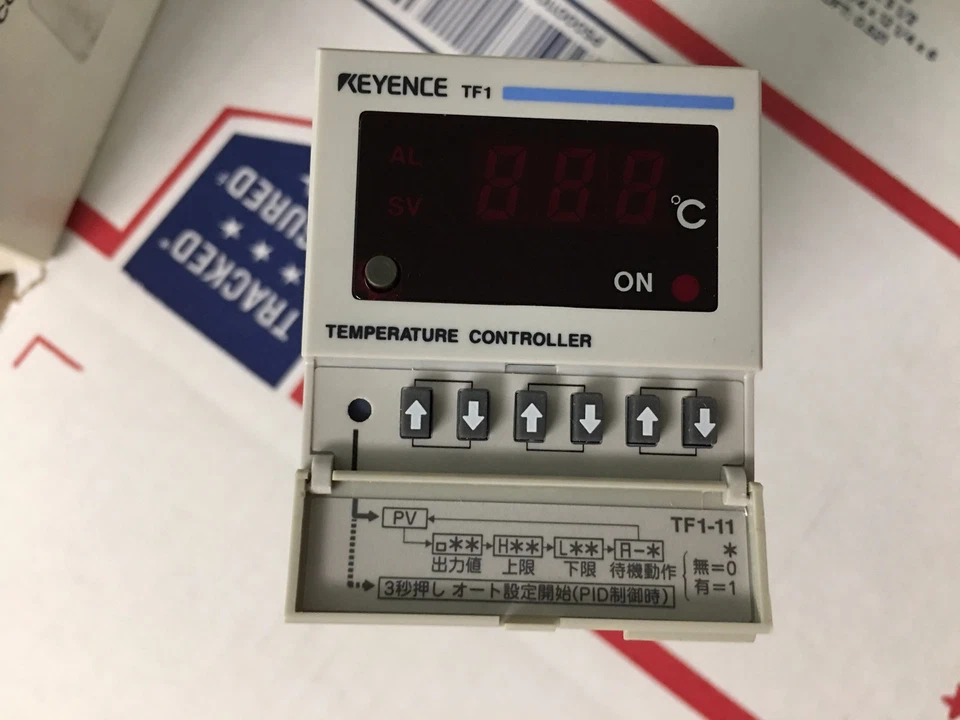 KEYENCE TF1
AL
SV
888
℃
ON
TEMPERATURE CONTROLLER
TF1-11
PV
□** H** L** A-*
出力値 上限 下限 待機動作
*
無=0
有=1
3秒押し オート設定開始(PID制御時)
TRACKED